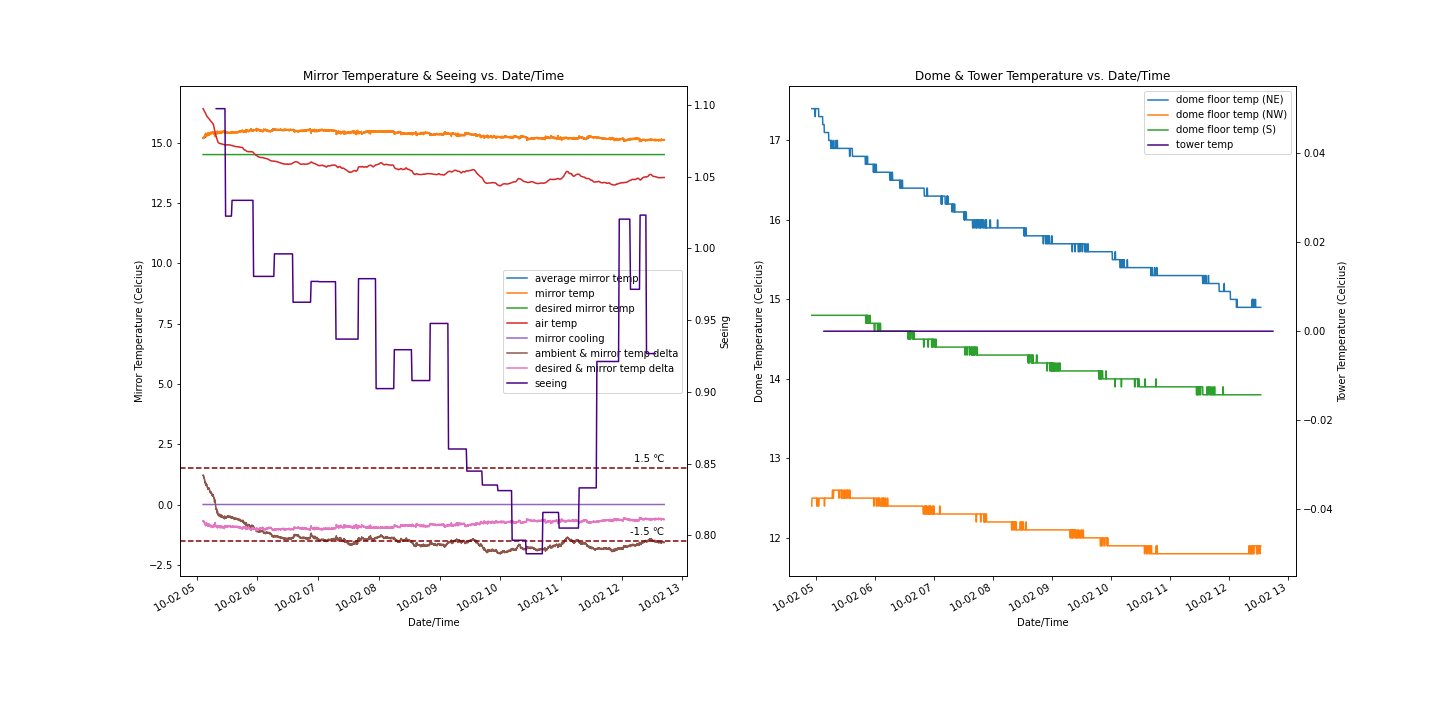 Mirror Temperature & Seeing vs. Date/Time
Mirror Temperature (Celcius)
15.0
12.5
10.0
7.5
5.0
2.5
0.0
−2.5
1.10
1.05
1.00
0.95
0.90
0.85
0.80
Seeing
average mirror temp
mirror temp
desired mirror temp
air temp
mirror cooling
ambient & mirror temp delta
desired & mirror temp delta
seeing
1.5 °C
-1.5 °C
10-02 05
10-02 06
10-02 07
10-02 08
10-02 09
10-02 10
10-02 11
10-02 12
10-02 13
Date/Time
Dome & Tower Temperature vs. Date/Time
Dome Temperature (Celcius)
17
16
15
14
13
12
dome floor temp (NE)
dome floor temp (NW)
dome floor temp (S)
tower temp
0.04
0.02
0.00
−0.02
−0.04
Tower Temperature (Celcius)
10-02 05
10-02 06
10-02 07
10-02 08
10-02 09
10-02 10
10-02 11
10-02 12
10-02 13
Date/Time